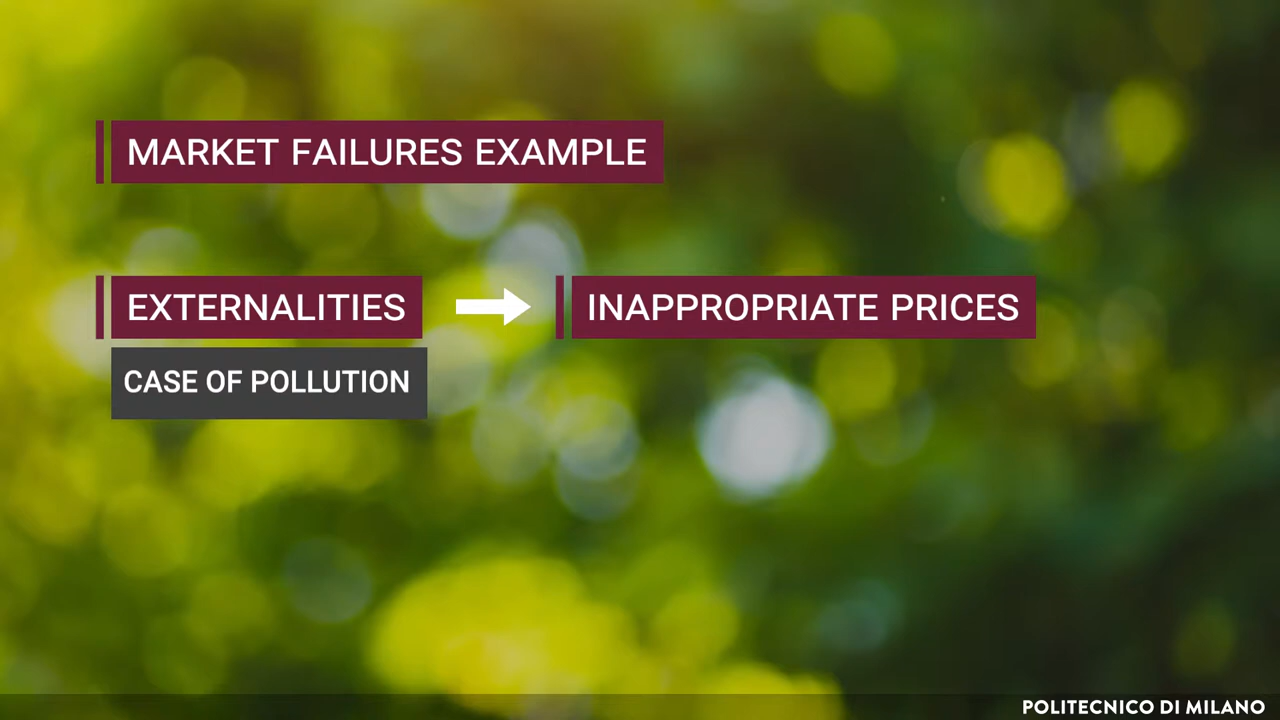 MARKET FAILURES EXAMPLE
EXTERNALITIES
INAPPROPRIATE PRICES
CASE OF POLLUTION
POLITECNICO DI MILANO